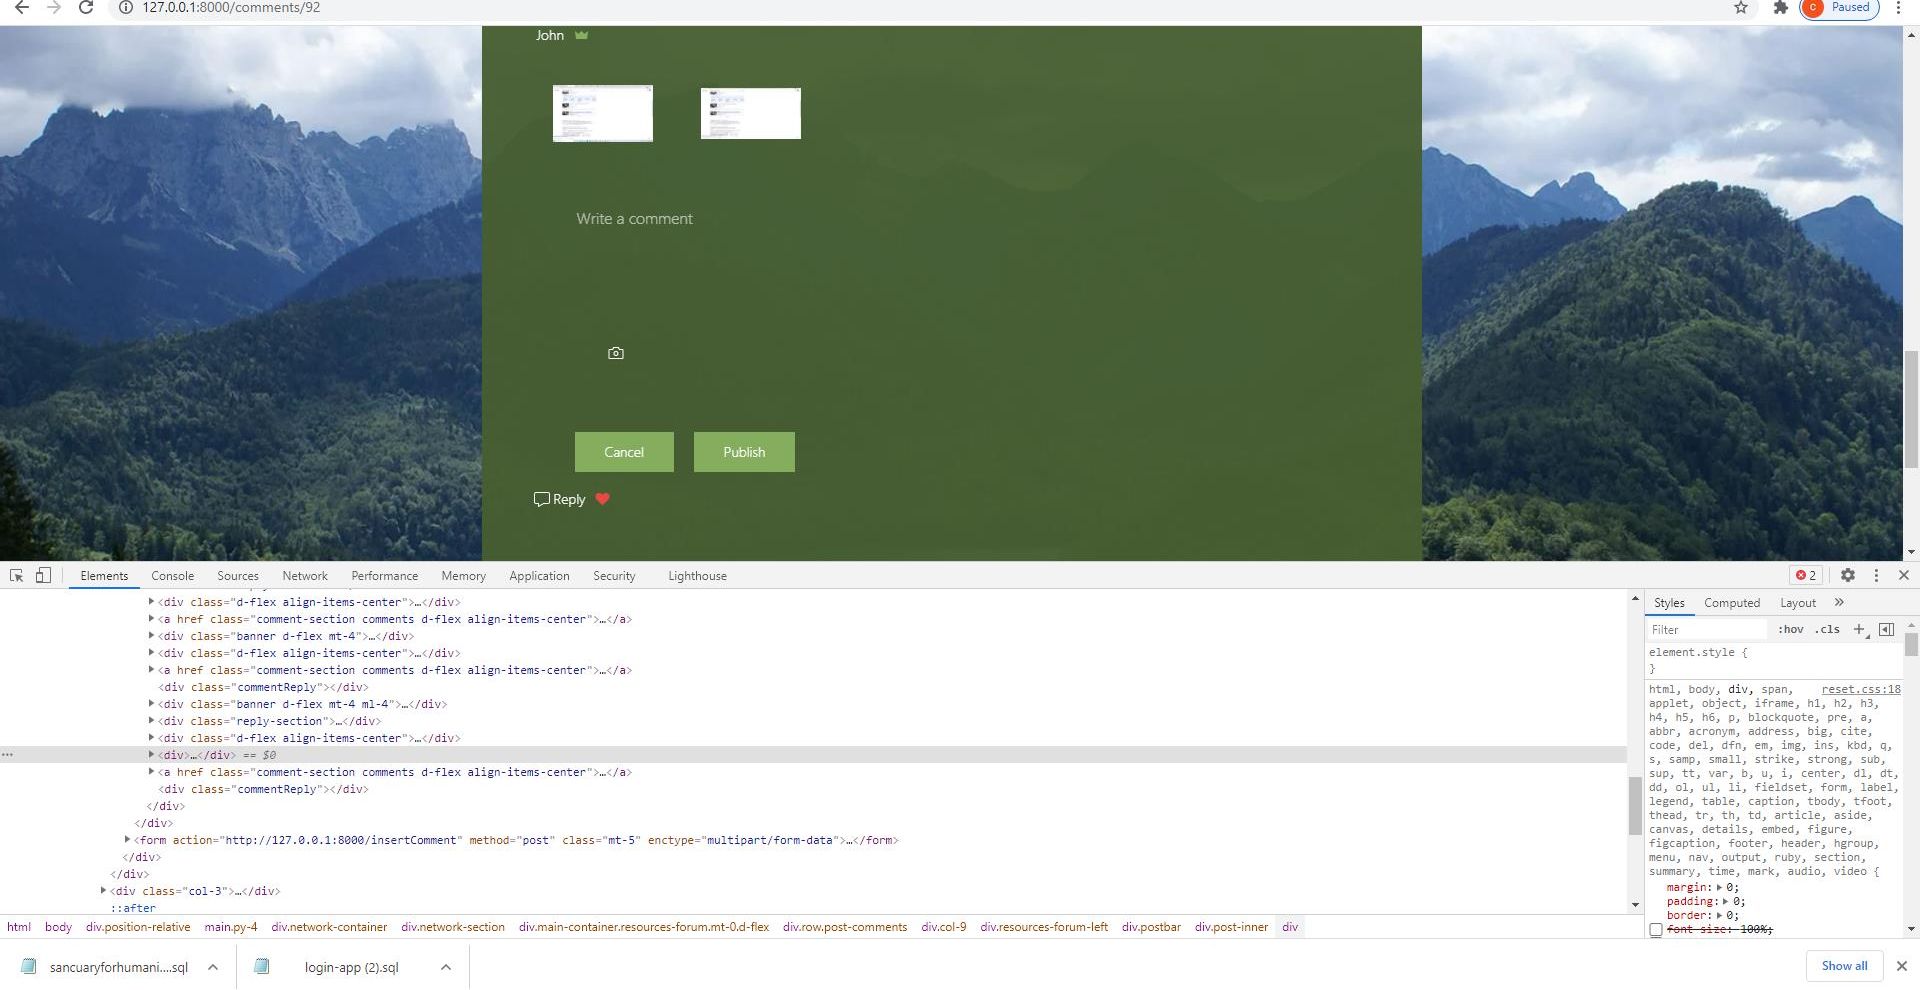 127.0.0.1:8000/comments/92
C Paused
John
Write a comment
Cancel Publish
Reply
Elements Console Sources Network Performance Memory Application Security Lighthouse 2
<div class="d-flex align-items-center">…</div>
<a href class="comment-section comments d-flex align-items-center">…</a>
<div class="banner d-flex mt-4">…</div>
<div class="d-flex align-items-center">…</div>
<a href class="comment-section comments d-flex align-items-center">…</a>
<div class="commentReply"></div>
<div class="banner d-flex mt-4 ml-4">…</div>
<div class="reply-section">…</div>
<div class="d-flex align-items-center">…</div>
… <div>…</div> == $0
<a href class="comment-section comments d-flex align-items-center">…</a>
<div class="commentReply"></div>
</div>
</div>
<form action="http://127.0.0.1:8000/insertComment" method="post" class="mt-5" enctype="multipart/form-data">…</form>
</div>
</div>
<div class="col-3">…</div>
::after
html body div.position-relative main.py-4 div.network-container div.network-section div.main-container.resources-forum.mt-0.d-flex div.row.post-comments div.col-9 div.resources-forum-left div.postbar div.post-inner div
Styles Computed Layout »
Filter :hov .cls +
element.style {
}
html, body, div, span, reset.css:18
applet, object, iframe, h1, h2, h3,
h4, h5, h6, p, blockquote, pre, a,
abbr, acronym, address, big, cite,
code, del, dfn, em, img, ins, kbd, q,
s, samp, small, strike, strong, sub,
sup, tt, var, b, u, i, center, dl, dt,
dd, ol, ul, li, fieldset, form, label,
legend, table, caption, tbody, tfoot,
thead, tr, th, td, article, aside,
canvas, details, embed, figure,
figcaption, footer, header, hgroup,
menu, nav, output, ruby, section,
summary, time, mark, audio, video {
margin: 0;
padding: 0;
border: 0;
font-size: 100%;
sancuaryforhumani....sql login-app (2).sql Show all